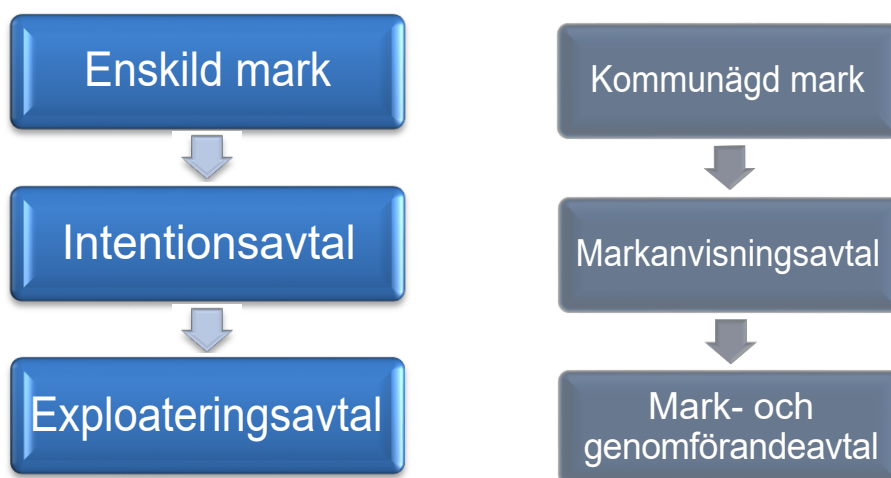 Enskild mark
Intentionsavtal
Exploateringsavtal
Kommunägd mark
Markanvisningsavtal
Mark- och
genomförandeavtal